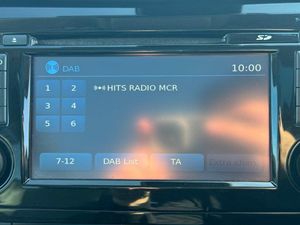 SD
DAB 10:00
1 2 HITS RADIO MCR
3 4
5 6
7-12 DAB List TA